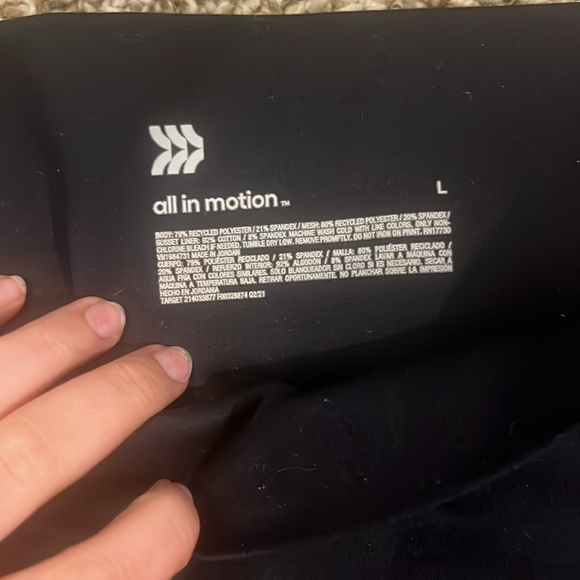 all in motion™
L
BODY: 79% RECYCLED POLYESTER / 21% SPANDEX / MESH: 80% RECYCLED POLYESTER / 20% SPANDEX /
GUSSET LINER: 92% COTTON / 8% SPANDEX MACHINE WASH COLD WITH LIKE COLORS. ONLY NON-
CHLORINE BLEACH IF NEEDED. TUMBLE DRY LOW. REMOVE PROMPTLY. DO NOT IRON ON PRINT. RN17730
VN1984731 MADE IN JORDAN
CUERPO: 79% POLIÉSTER RECICLADO / 21% SPANDEX / MALLA: 80% POLIÉSTER RECICLADO /
20% SPANDEX / REFUERZO INTERIOR: 92% ALGODÓN / 8% SPANDEX LAVAR A MÁQUINA CON
AGUA FRÍA CON COLORES SIMILARES. SÓLO BLANQUEADOR SIN CLORO SI ES NECESARIO. SECAR A
MÁQUINA A TEMPERATURA BAJA. RETIRAR OPORTUNAMENTE. NO PLANCHAR SOBRE LA IMPRESIÓN
HECHO EN JORDANIA
TARGET 214033877 F00328874 Q2/21